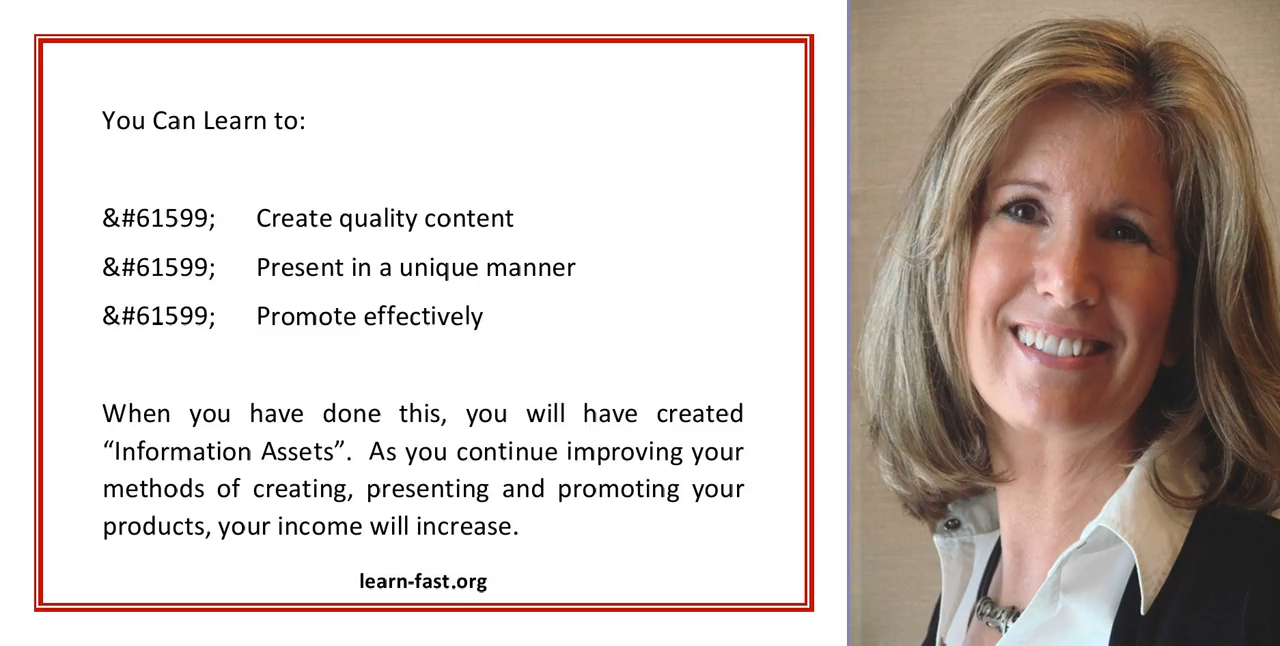 You Can Learn to:
&#61599; Create quality content
&#61599; Present in a unique manner
&#61599; Promote effectively
When you have done this, you will have created
“Information Assets”. As you continue improving your
methods of creating, presenting and promoting your
products, your income will increase.
learn-fast.org